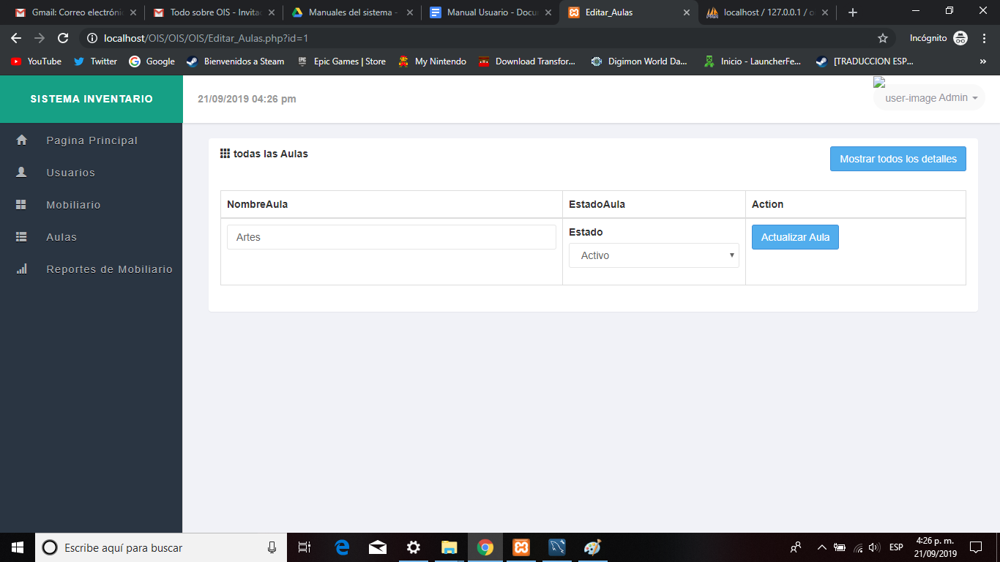 Gmail: Correo electróni
Todo sobre OIS - Invitac
Manuales del sistema -
Manual Usuario - Docu
Editar_Aulas
localhost / 127.0.0.1 / o
localhost/OIS/OIS/OIS/Editar_Aulas.php?id=1
Incógnito
YouTube
Twitter
Google
Bienvenidos a Steam
Epic Games | Store
My Nintendo
Download Transfor...
Digimon World Da...
Inicio - LauncherFe...
[TRADUCCION ESP...
»
SISTEMA INVENTARIO
21/09/2019 04:26 pm
user-image Admin
Pagina Principal
Usuarios
Mobiliario
Aulas
Reportes de Mobiliario
todas las Aulas
Mostrar todos los detalles
NombreAula
EstadoAula
Action
Artes
Estado
Activo
Actualizar Aula
Escribe aquí para buscar
ESP
4:26 p. m.
21/09/2019